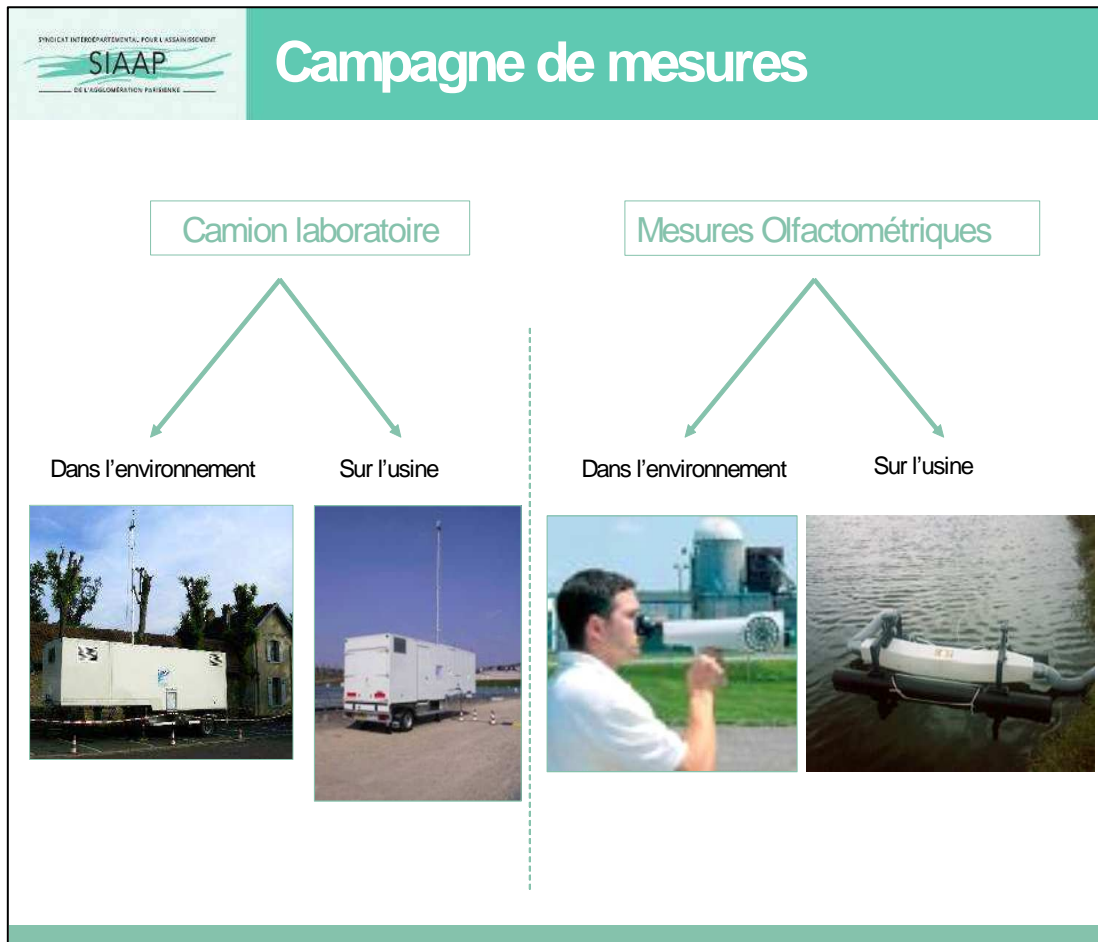 SYNDICAT INTERDÉPARTEMENTAL POUR L'ASSAINISSEMENT
SIAAP
DE L'AGGLOMÉRATION PARISIENNE
Campagne de mesures
Camion laboratoire
Mesures Olfactométriques
Dans l'environnement
Sur l'usine
Dans l'environnement
Sur l'usine